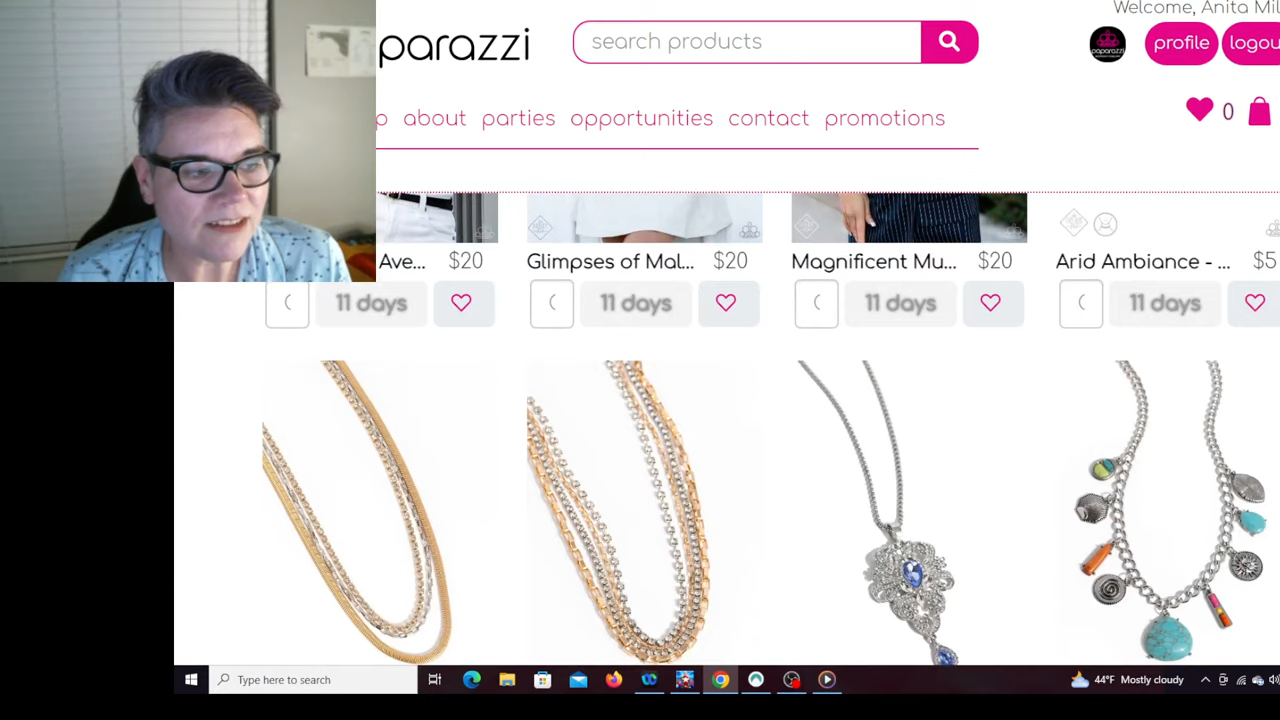 Welcome, Anita Mil
parazzi
search products
paparazzi
profile
logou
p about parties opportunities contact promotions
0
Ave... $20
Glimpses of Mal... $20
Magnificent Mu... $20
Arid Ambiance - ... $5
11 days
11 days
11 days
11 days
Type here to search
44°F Mostly cloudy